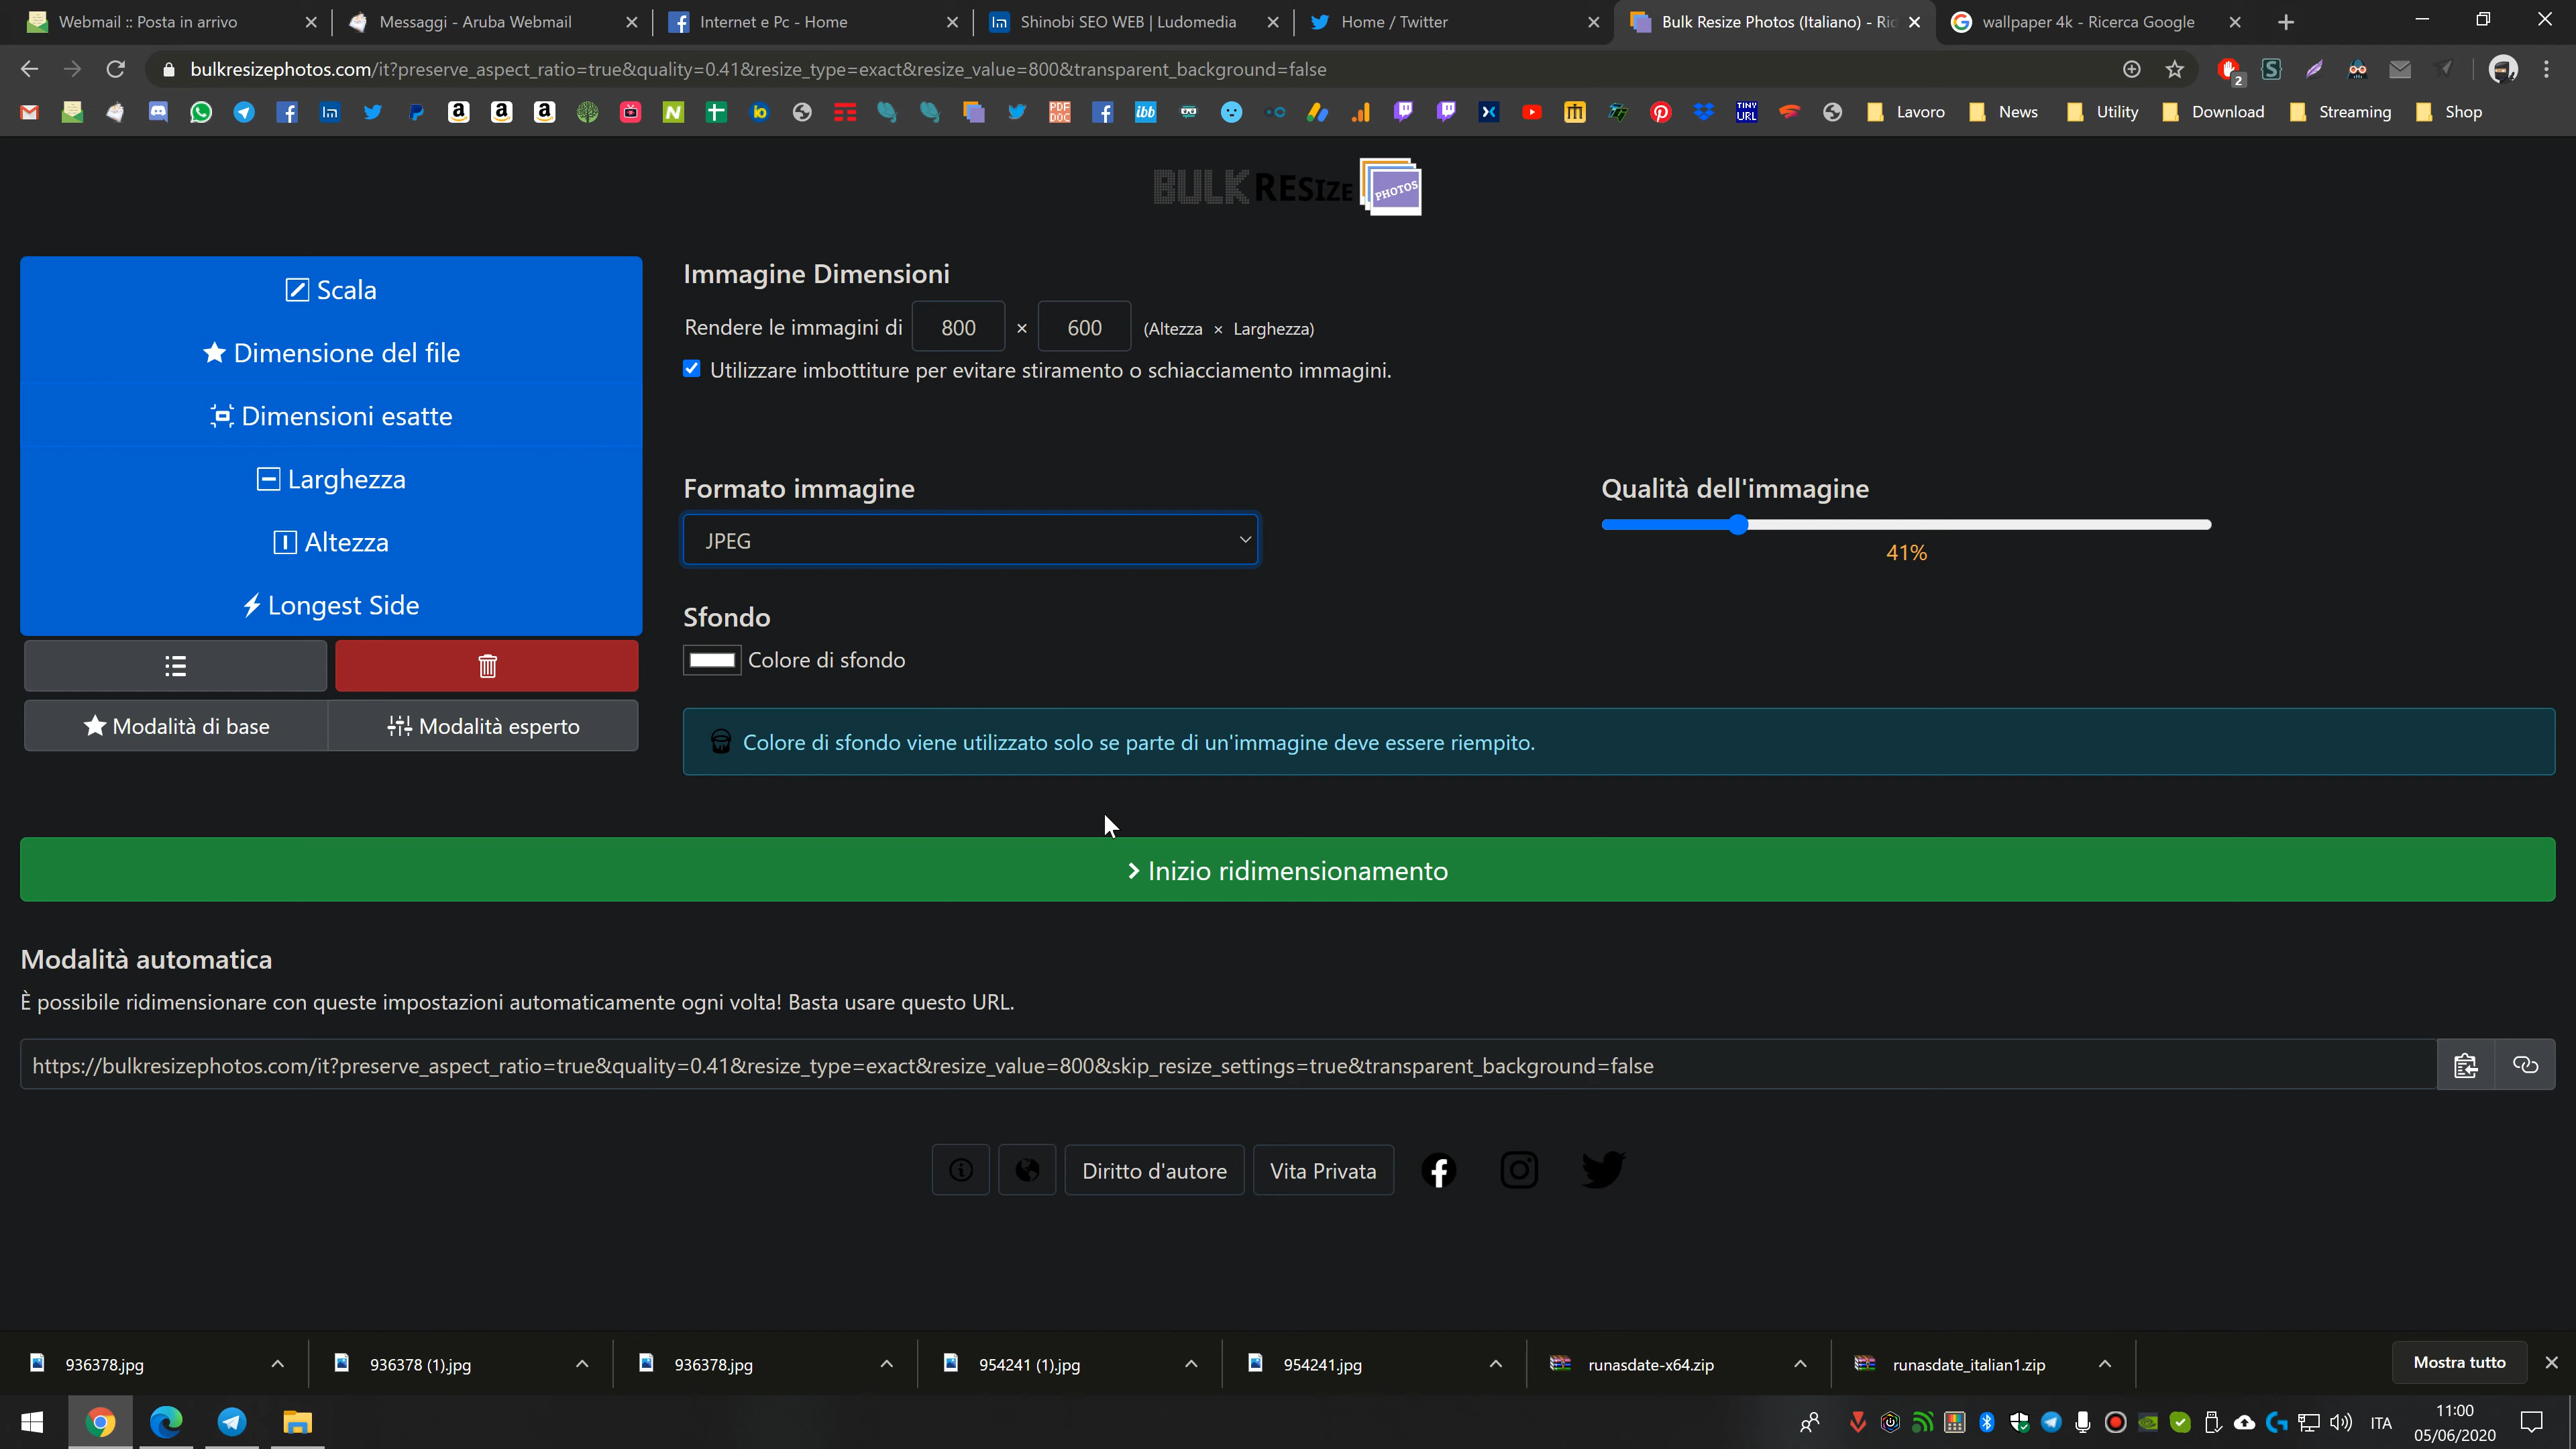 Webmail :: Posta in arrivo
Messaggi - Aruba Webmail
Internet e Pc - Home
Shinobi SEO WEB | Ludomedia
Home / Twitter
Bulk Resize Photos (Italiano) - Rid
wallpaper 4k - Ricerca Google
bulkresizephotos.com/it?preserve_aspect_ratio=true&quality=0.41&resize_type=exact&resize_value=800&transparent_background=false
2
Lavoro
News
Utility
Download
Streaming
Shop
BULK RESIZE PHOTOS
Scala
Dimensione del file
Dimensioni esatte
Larghezza
Altezza
Longest Side
Modalità di base
Modalità esperto
Immagine Dimensioni
Rendere le immagini di 800 × 600 (Altezza × Larghezza)
Utilizzare imbottiture per evitare stiramento o schiacciamento immagini.
Formato immagine
JPEG
Qualità dell'immagine
41%
Sfondo
Colore di sfondo
Colore di sfondo viene utilizzato solo se parte di un'immagine deve essere riempito.
Inizio ridimensionamento
Modalità automatica
È possibile ridimensionare con queste impostazioni automaticamente ogni volta! Basta usare questo URL.
https://bulkresizephotos.com/it?preserve_aspect_ratio=true&quality=0.41&resize_type=exact&resize_value=800&skip_resize_settings=true&transparent_background=false
Diritto d'autore
Vita Privata
936378.jpg
936378 (1).jpg
936378.jpg
954241 (1).jpg
954241.jpg
runasdate-x64.zip
runasdate_italian1.zip
Mostra tutto
ITA
11:00
05/06/2020